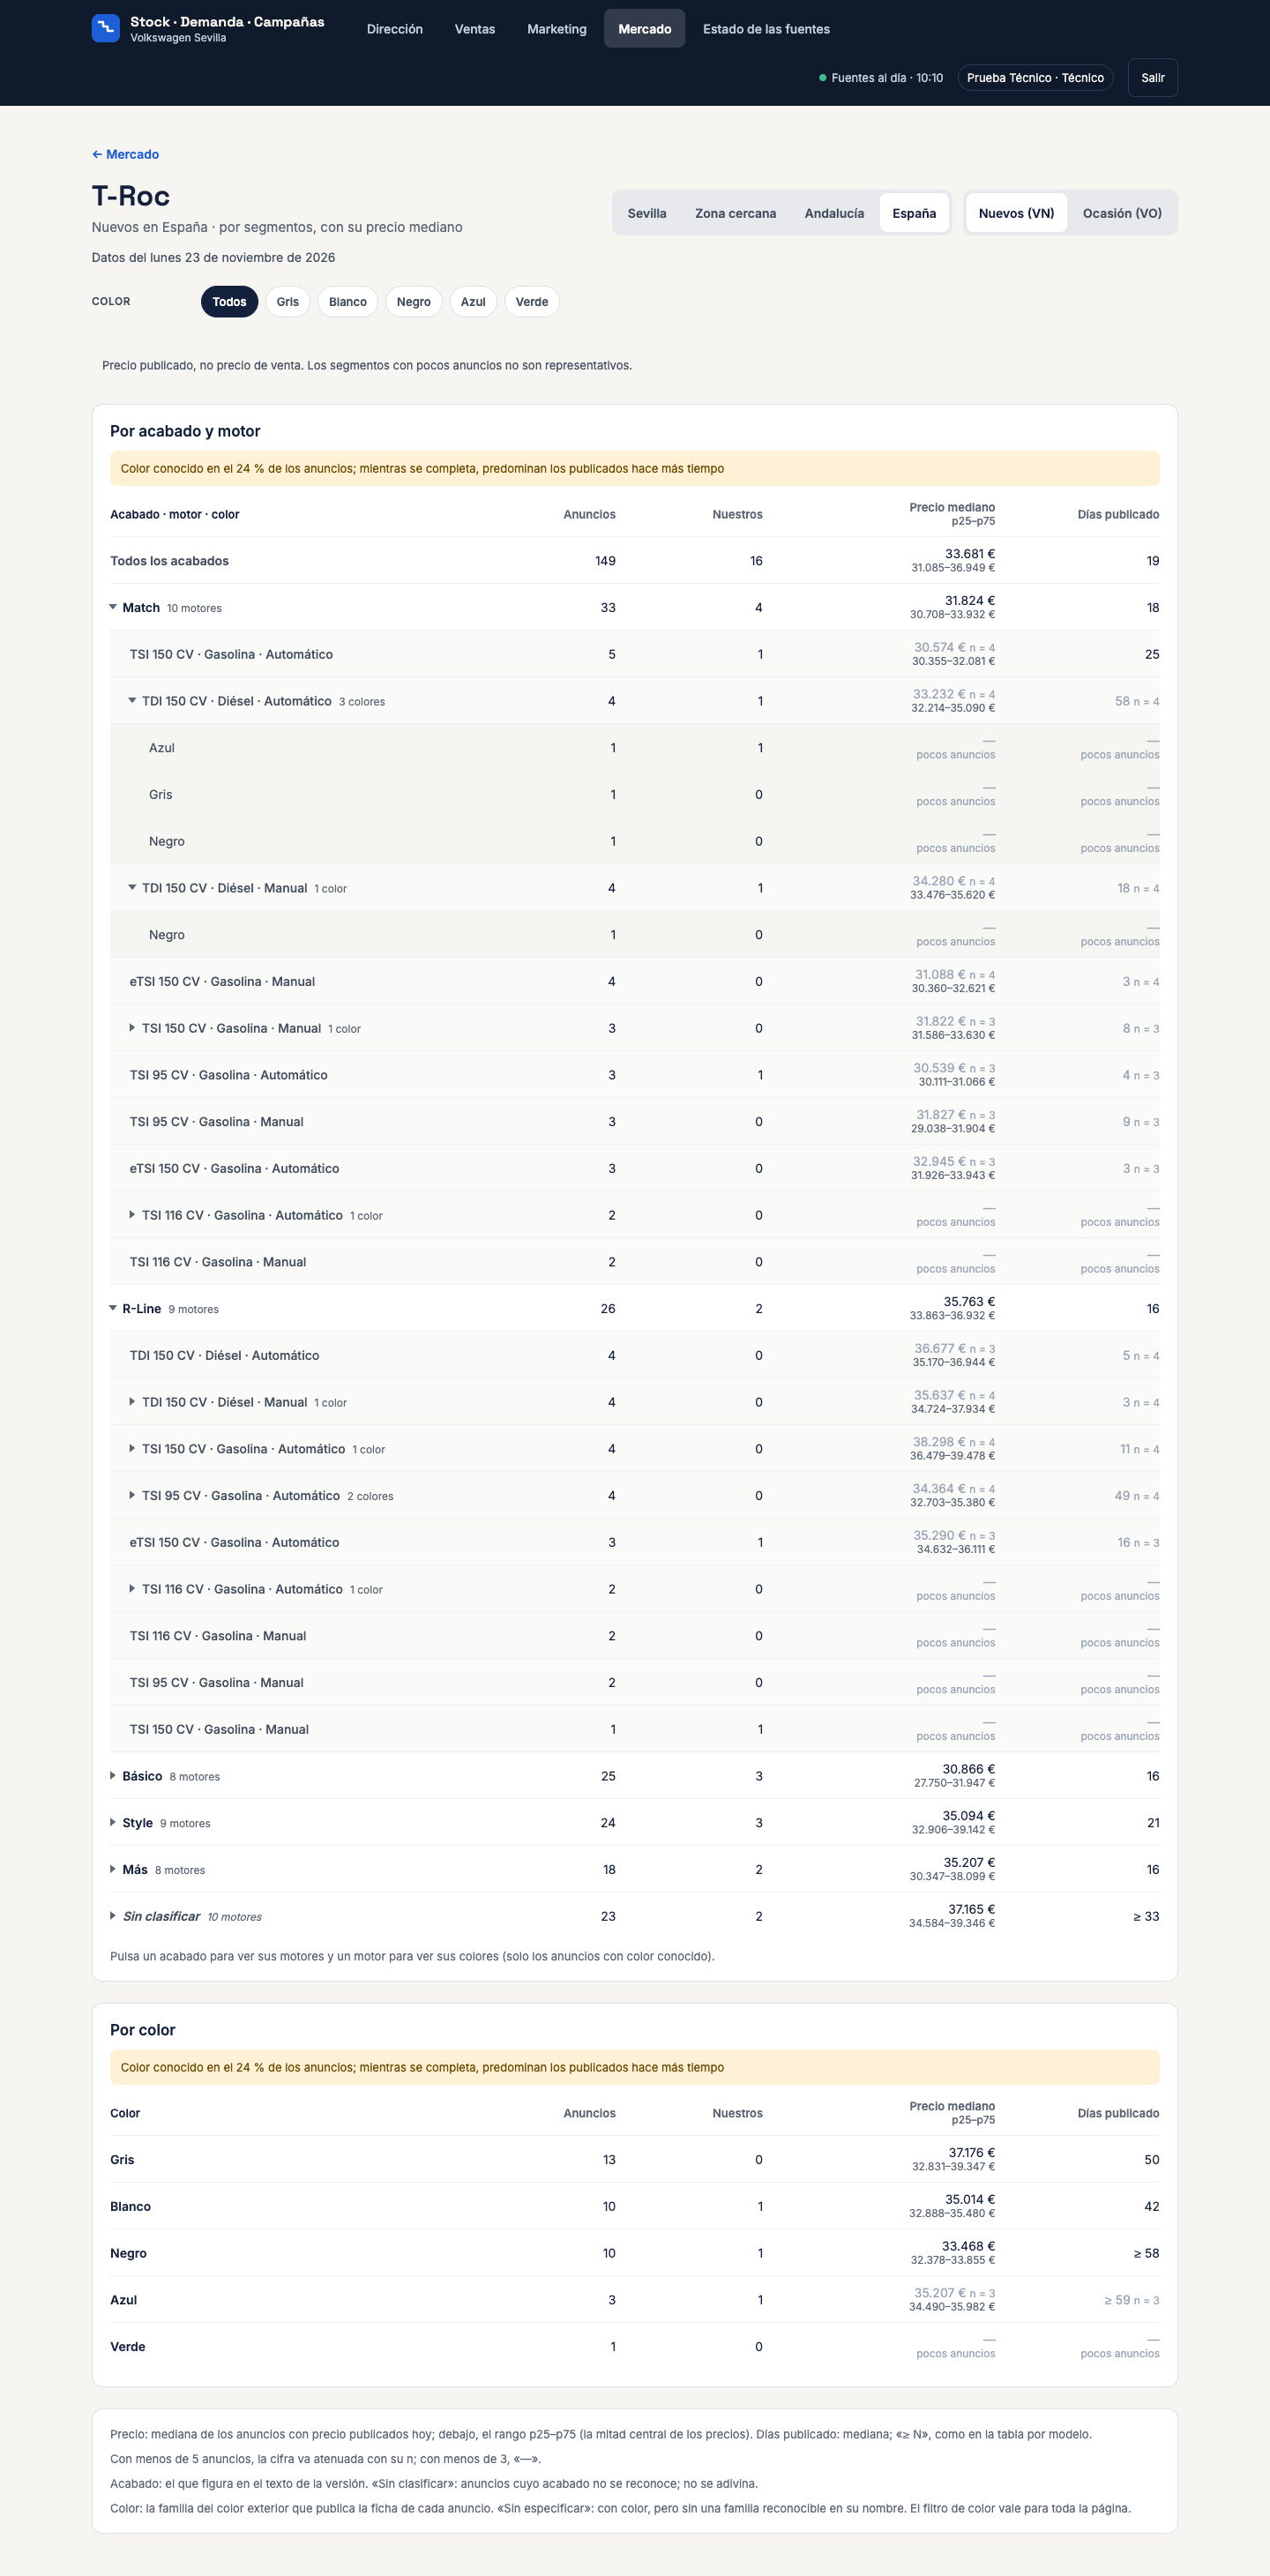 Stock · Demanda · Campañas
Volkswagen Sevilla
Dirección
Ventas
Marketing
Mercado
Estado de las fuentes
Fuentes al día · 10:10
Prueba Técnico · Técnico
Salir
← Mercado
T-Roc
Nuevos en España · por segmentos, con su precio mediano
Datos del lunes 23 de noviembre de 2026
Sevilla
Zona cercana
Andalucía
España
Nuevos (VN)
Ocasión (VO)
COLOR
Todos
Gris
Blanco
Negro
Azul
Verde
Precio publicado, no precio de venta. Los segmentos con pocos anuncios no son representativos.
Por acabado y motor
Color conocido en el 24 % de los anuncios; mientras se completa, predominan los publicados hace más tiempo
Acabado · motor · color Anuncios Nuestros Precio mediano p25–p75 Días publicado
Todos los acabados 149 16 33.681 € 31.085–36.949 € 19
Match 10 motores 33 4 31.824 € 30.708–33.932 € 18
TSI 150 CV · Gasolina · Automático 5 1 30.574 € n = 4 30.355–32.081 € 25
TDI 150 CV · Diésel · Automático 3 colores 4 1 33.232 € n = 4 32.214–35.090 € 58 n = 4
Azul 1 1 — pocos anuncios — pocos anuncios
Gris 1 0 — pocos anuncios — pocos anuncios
Negro 1 0 — pocos anuncios — pocos anuncios
TDI 150 CV · Diésel · Manual 1 color 4 1 34.280 € n = 4 33.476–35.620 € 18 n = 4
Negro 1 0 — pocos anuncios — pocos anuncios
eTSI 150 CV · Gasolina · Manual 4 0 31.088 € n = 4 30.360–32.621 € 3 n = 4
TSI 150 CV · Gasolina · Manual 1 color 3 0 31.822 € n = 3 31.586–33.630 € 8 n = 3
TSI 95 CV · Gasolina · Automático 3 1 30.539 € n = 3 30.111–31.066 € 4 n = 3
TSI 95 CV · Gasolina · Manual 3 0 31.827 € n = 3 29.038–31.904 € 9 n = 3
eTSI 150 CV · Gasolina · Automático 3 0 32.945 € n = 3 31.926–33.943 € 3 n = 3
TSI 116 CV · Gasolina · Automático 1 color 2 0 — pocos anuncios — pocos anuncios
TSI 116 CV · Gasolina · Manual 2 0 — pocos anuncios — pocos anuncios
R-Line 9 motores 26 2 35.763 € 33.863–36.932 € 16
TDI 150 CV · Diésel · Automático 4 0 36.677 € n = 3 35.170–36.944 € 5 n = 4
TDI 150 CV · Diésel · Manual 1 color 4 0 35.637 € n = 4 34.724–37.934 € 3 n = 4
TSI 150 CV · Gasolina · Automático 1 color 4 0 38.298 € n = 4 36.479–39.478 € 11 n = 4
TSI 95 CV · Gasolina · Automático 2 colores 4 0 34.364 € n = 4 32.703–35.380 € 49 n = 4
eTSI 150 CV · Gasolina · Automático 3 1 35.290 € n = 3 34.632–36.111 € 16 n = 3
TSI 116 CV · Gasolina · Automático 1 color 2 0 — pocos anuncios — pocos anuncios
TSI 116 CV · Gasolina · Manual 2 0 — pocos anuncios — pocos anuncios
TSI 95 CV · Gasolina · Manual 2 0 — pocos anuncios — pocos anuncios
TSI 150 CV · Gasolina · Manual 1 1 — pocos anuncios — pocos anuncios
Básico 8 motores 25 3 30.866 € 27.750–31.947 € 16
Style 9 motores 24 3 35.094 € 32.906–39.142 € 21
Más 8 motores 18 2 35.207 € 30.347–38.099 € 16
Sin clasificar 10 motores 23 2 37.165 € 34.584–39.346 € ≥ 33
Pulsa un acabado para ver sus motores y un motor para ver sus colores (solo los anuncios con color conocido).
Por color
Color conocido en el 24 % de los anuncios; mientras se completa, predominan los publicados hace más tiempo
Color Anuncios Nuestros Precio mediano p25–p75 Días publicado
Gris 13 0 37.176 € 32.831–39.347 € 50
Blanco 10 1 35.014 € 32.888–35.480 € 42
Negro 10 1 33.468 € 32.378–33.855 € ≥ 58
Azul 3 1 35.207 € n = 3 34.490–35.982 € ≥ 59 n = 3
Verde 1 0 — pocos anuncios — pocos anuncios
Precio: mediana de los anuncios con precio publicados hoy; debajo, el rango p25–p75 (la mitad central de los precios). Días publicado: mediana; «≥ N», como en la tabla por modelo.
Con menos de 5 anuncios, la cifra va atenuada con su n; con menos de 3, «—».
Acabado: el que figura en el texto de la versión. «Sin clasificar»: anuncios cuyo acabado no se reconoce; no se adivina.
Color: la familia del color exterior que publica la ficha de cada anuncio. «Sin especificar»: con color, pero sin una familia reconocible en su nombre. El filtro de color vale para toda la página.